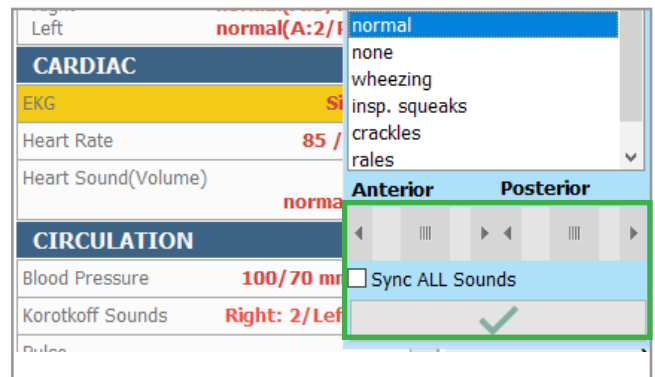 Left normal(A:2/
CARDIAC
EKG
Heart Rate 85 /
Heart Sound(Volume)
norma
CIRCULATION
Blood Pressure 100/70 mm
Korotkoff Sounds Right: 2/Lef
normal
none
wheezing
insp. squeaks
crackles
rales
Anterior Posterior
Sync ALL Sounds